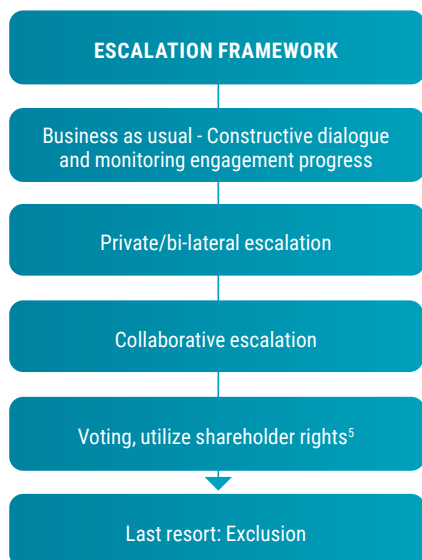 ESCALATION FRAMEWORK
Business as usual - Constructive dialogue
and monitoring engagement progress
Private/bi-lateral escalation
Collaborative escalation
Voting, utilize shareholder rights⁵
Last resort: Exclusion